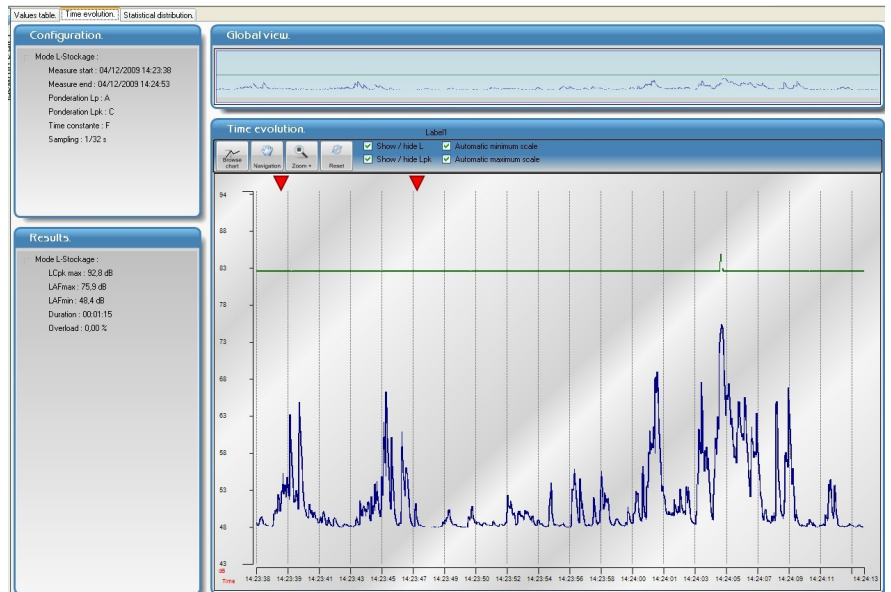 Values table. Time evolution. Statistical distribution.
Configuration.
Mode L-Stockage :
Measure start : 04/12/2009 14:23:38
Measure end : 04/12/2009 14:24:53
Ponderation Lp : A
Ponderation Lpk : C
Time constante : F
Sampling : 1/32 s
Results.
Mode L-Stockage :
LCpk max : 92,8 dB
LAFmax : 75,9 dB
LAFmin : 48,4 dB
Duration : 00:01:15
Overload : 0,00 %
Global view.
Time evolution.
Label1
Browse chart
Navigation
Zoom +
Reset
Show / hide L
Automatic minimum scale
Show / hide Lpk
Automatic maximum scale
94
88
83
78
73
68
63
58
53
48
43
dB
Time
14:23:38 14:23:39 14:23:41 14:23:43 14:23:45 14:23:47 14:23:49 14:23:50 14:23:52 14:23:54 14:23:56 14:23:58 14:24:00 14:24:01 14:24:03 14:24:05 14:24:07 14:24:09 14:24:11 14:24:13